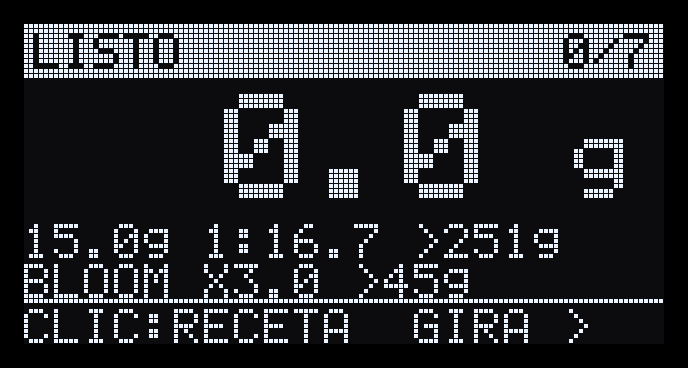 LISTO 0/7
0.0 g
15.0g 1:16.7 >251g
BLOOM X3.0 >45g
CLIC:RECETA GIRA >